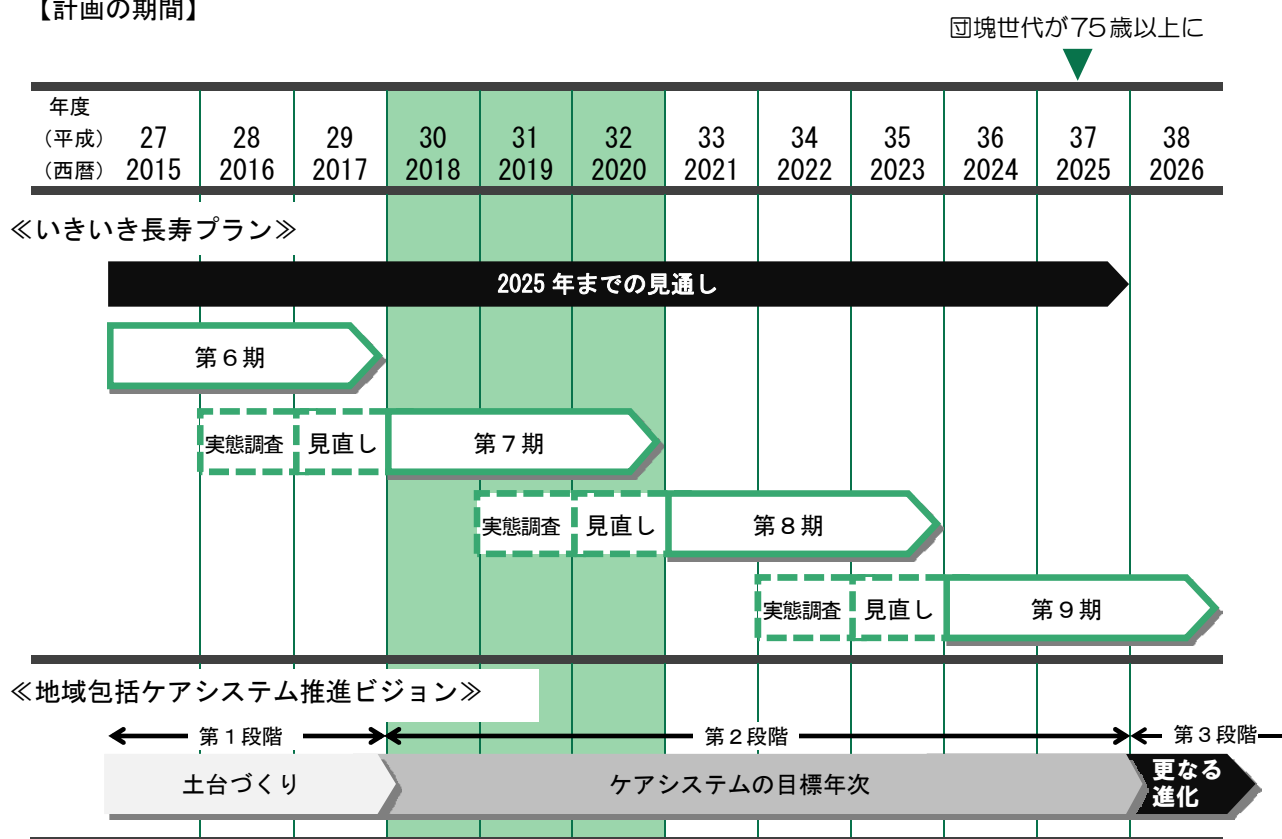 【計画の期間】
団塊世代が75歳以上に
年度
(平成) 27 28 29 30 31 32 33 34 35 36 37 38
(西暦) 2015 2016 2017 2018 2019 2020 2021 2022 2023 2024 2025 2026
≪いきいき長寿プラン≫
2025年までの見通し
第6期
実態調査 見直し 第7期
実態調査 見直し 第8期
実態調査 見直し 第9期
≪地域包括ケアシステム推進ビジョン≫
第1段階 第2段階 第3段階
土台づくり ケアシステムの目標年次 更なる
進化